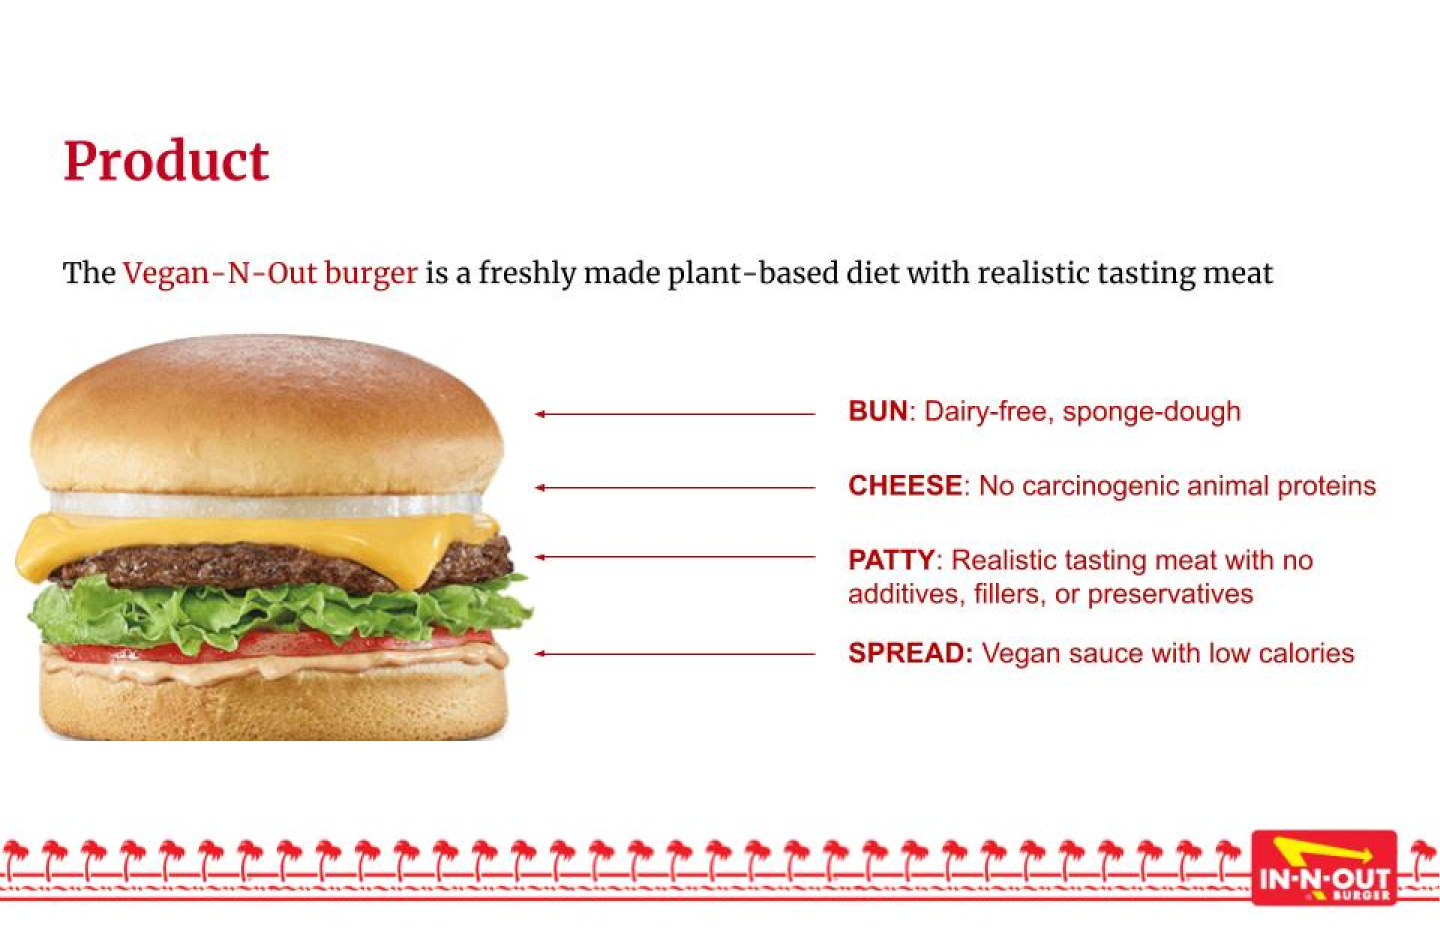 Product
The Vegan-N-Out burger is a freshly made plant-based diet with realistic tasting meat
BUN: Dairy-free, sponge-dough
CHEESE: No carcinogenic animal proteins
PATTY: Realistic tasting meat with no
additives, fillers, or preservatives
SPREAD: Vegan sauce with low calories
IN-N-OUT
BURGER